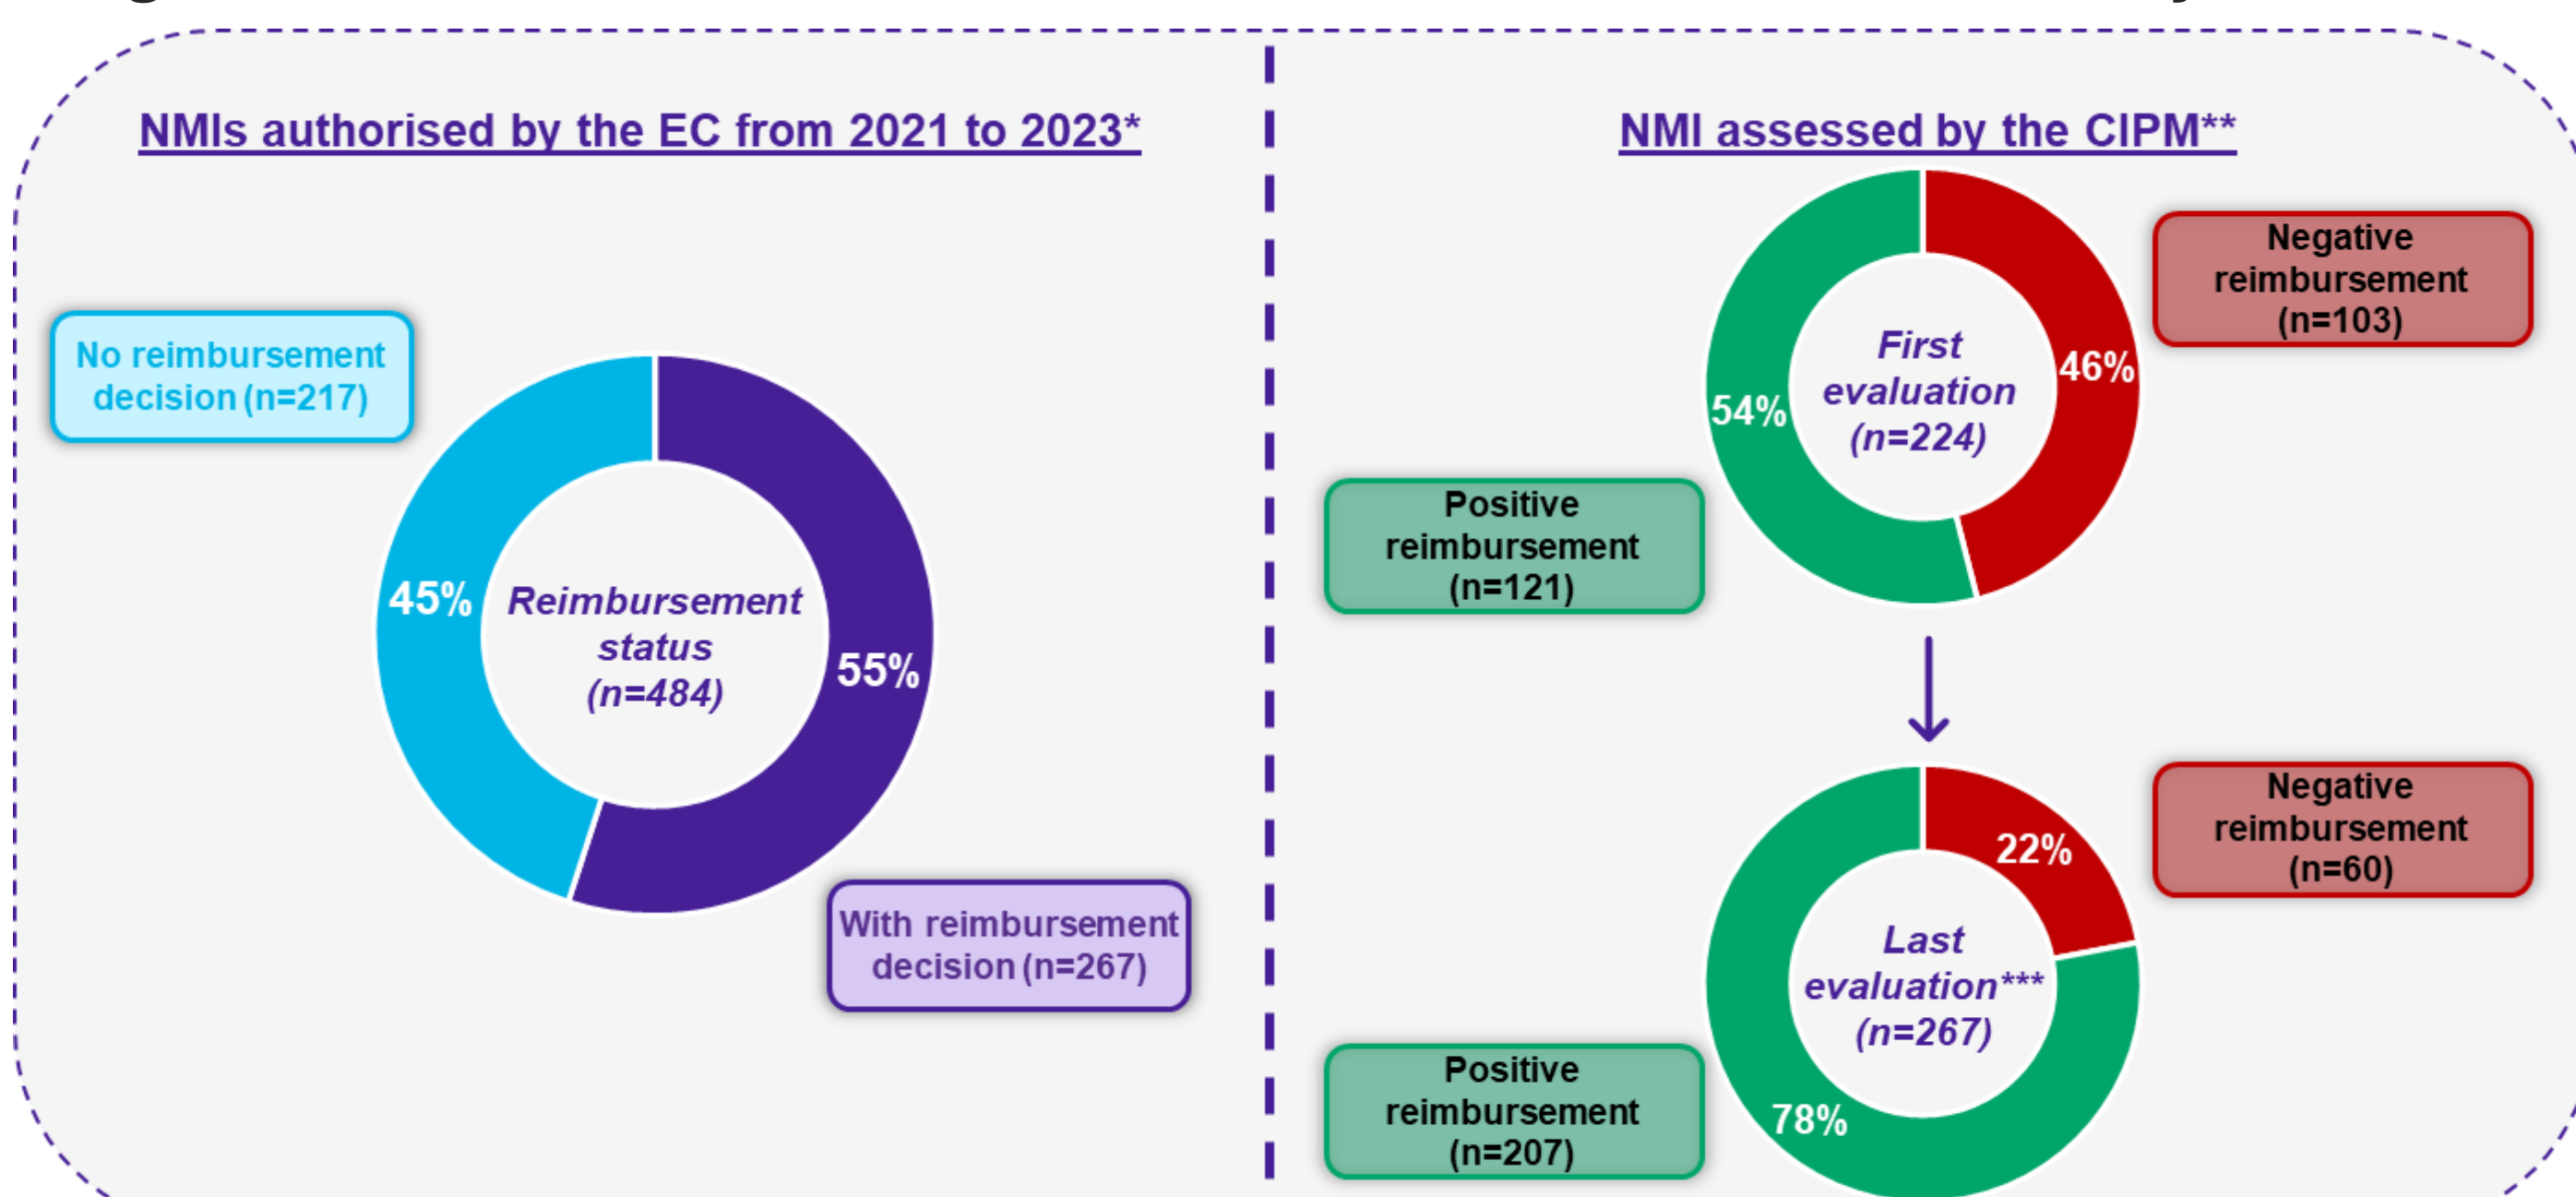 NMIs authorised by the EC from 2021 to 2023*
No reimbursement
decision (n=217)
45%
Reimbursement
status
(n=484)
55%
With reimbursement
decision (n=267)
NMI assessed by the CIPM**
Negative
reimbursement
(n=103)
First
evaluation
(n=224)
46%
54%
Positive
reimbursement
(n=121)
Negative
reimbursement
(n=60)
22%
Last
evaluation***
(n=267)
78%
Positive
reimbursement
(n=207)